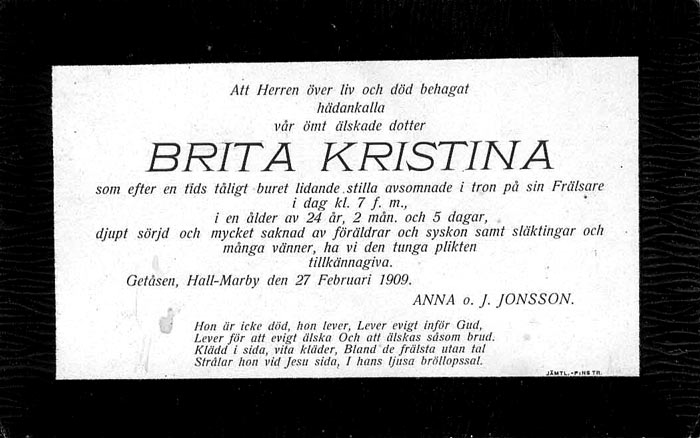 Att Herren över liv och död behagat
hädankalla
vår ömt älskade dotter
BRITA KRISTINA
som efter en tids tåligt buret lidande stilla avsomnade i tron på sin Frälsare
i dag kl. 7 f. m.,
i en ålder av 24 år, 2 mån. och 5 dagar,
djupt sörjd och mycket saknad av föräldrar och syskon samt släktingar och
många vänner, ha vi den tunga plikten
tillkännagiva.
Getåsen, Hall-Marby den 27 Februari 1909.
ANNA o. J. JONSSON.
Hon är icke död, hon lever, Lever evigt inför Gud,
Lever för att evigt älska Och att älskas såsom brud.
Klädd i sida, vita kläder, Bland de frälsta utan tal
Strålar hon vid Jesu sida, I hans ljusa bröllopssal.
JÄMTL.-PINS TR.